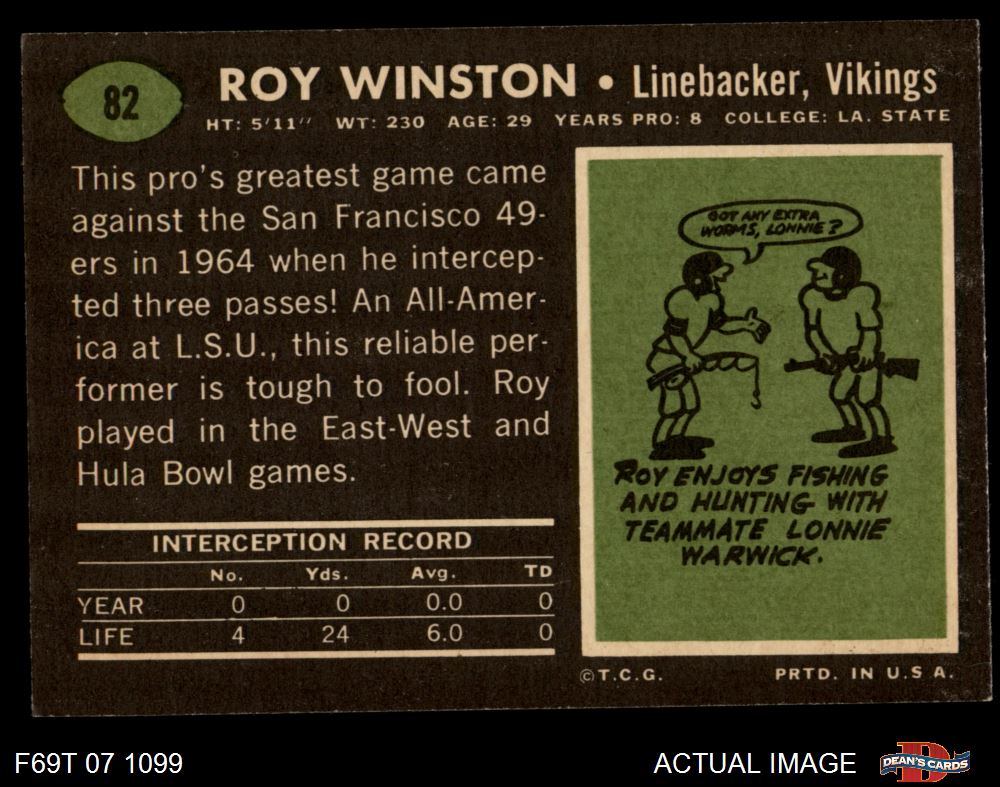 82
ROY WINSTON • Linebacker, Vikings
HT: 5'11" WT: 230 AGE: 29 YEARS PRO: 8 COLLEGE: LA. STATE
This pro's greatest game came
against the San Francisco 49-
ers in 1964 when he intercep-
ted three passes! An All-Amer-
ica at L.S.U., this reliable per-
former is tough to fool. Roy
played in the East-West and
Hula Bowl games.
INTERCEPTION RECORD
No. Yds. Avg. TD
YEAR 0 0 0.0 0
LIFE 4 24 6.0 0
GOT ANY EXTRA
WORMS, LONNIE?
ROY ENJOYS FISHING
AND HUNTING WITH
TEAMMATE LONNIE
WARWICK.
©T.C.G. PRTD. IN U.S A.
F69T 07 1099
ACTUAL IMAGE
DEAN'S CARDS